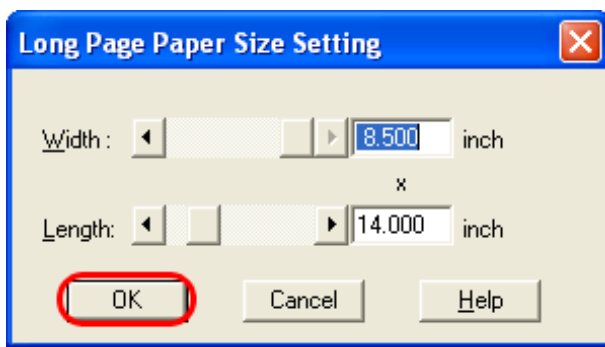 Long Page Paper Size Setting
Width : 8.500 inch
x
Length: 14.000 inch
OK Cancel Help